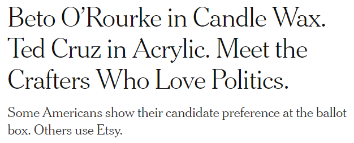 Beto O’Rourke in Candle Wax.
Ted Cruz in Acrylic. Meet the
Crafters Who Love Politics.
Some Americans show their candidate preference at the ballot
box. Others use Etsy.